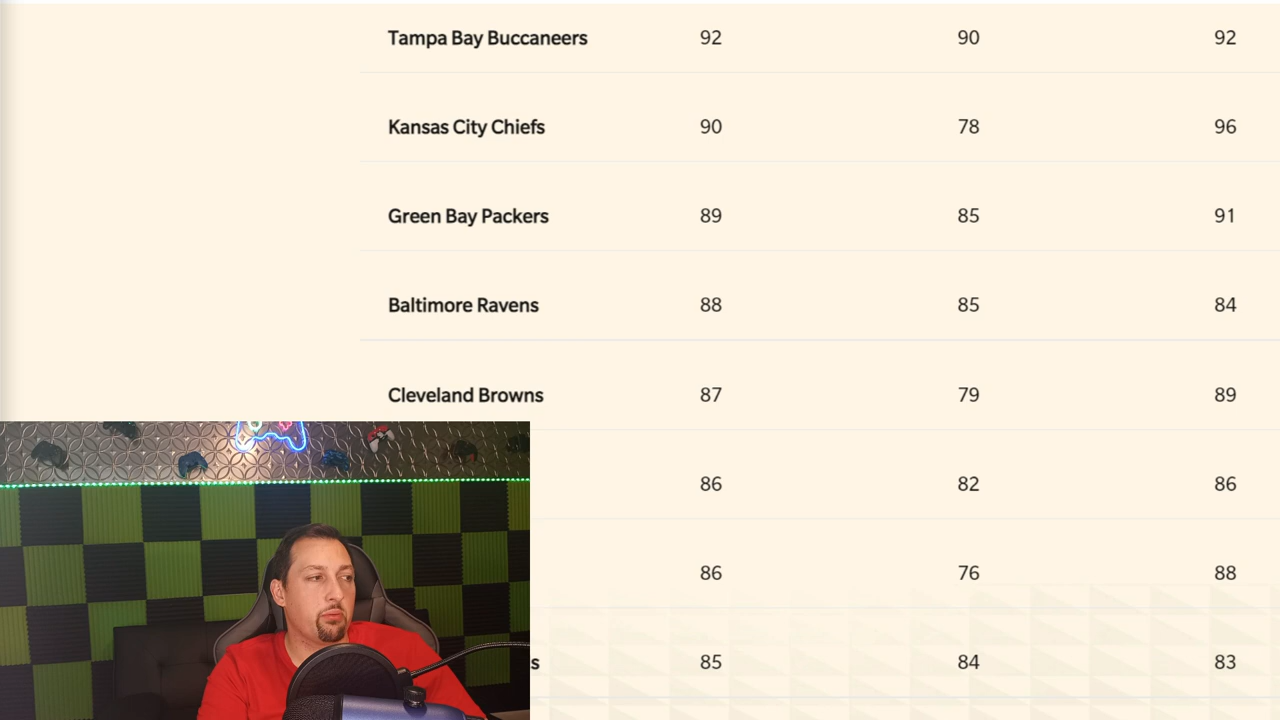 Tampa Bay Buccaneers 92 90 92
Kansas City Chiefs 90 78 96
Green Bay Packers 89 85 91
Baltimore Ravens 88 85 84
Cleveland Browns 87 79 89
86 82 86
86 76 88
s 85 84 83